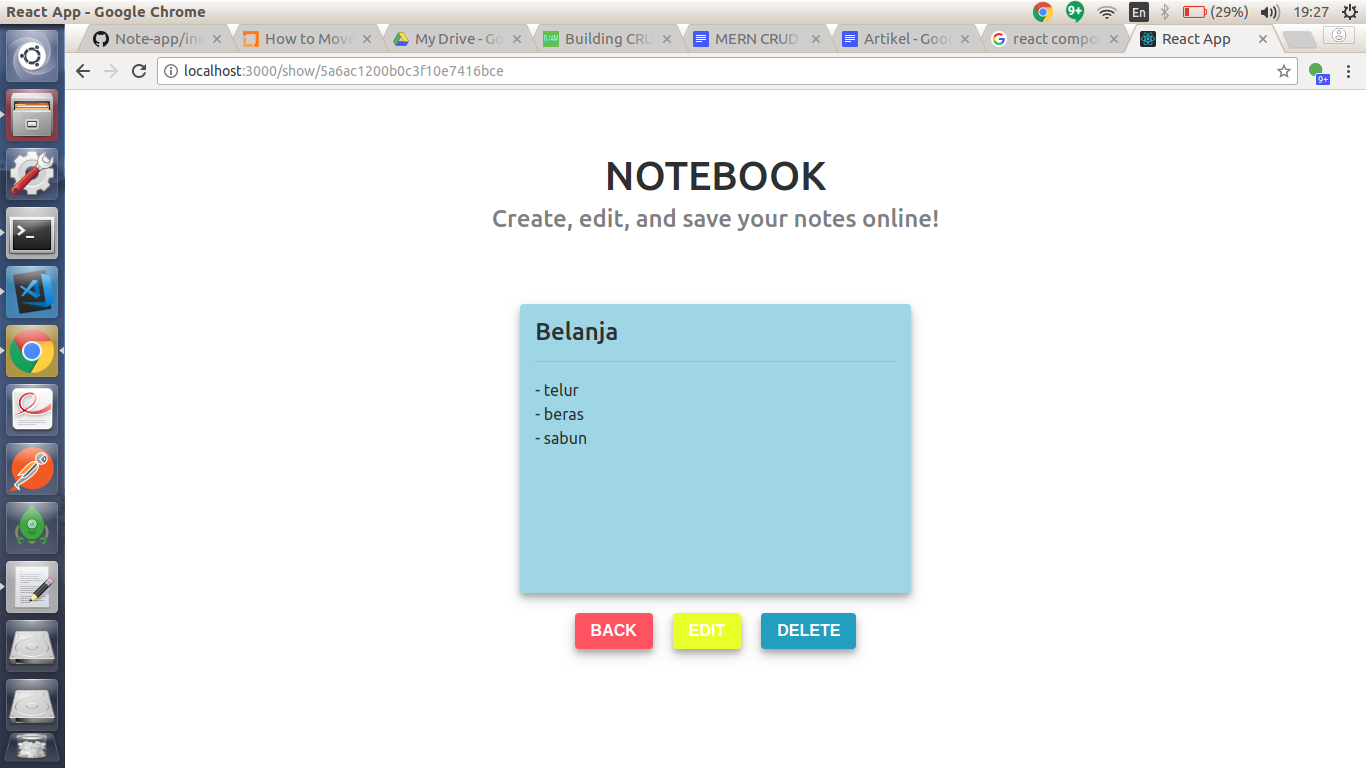 React App - Google Chrome
En
(29%)
19:27
Note-app/in
How to Move
My Drive - Go
Building CRU
MERN CRUD
Artikel - Goo
react compo
React App
localhost:3000/show/5a6ac1200b0c3f10e7416bce
9+
9+
NOTEBOOK
Create, edit, and save your notes online!
Belanja
- telur
- beras
- sabun
BACK
EDIT
DELETE